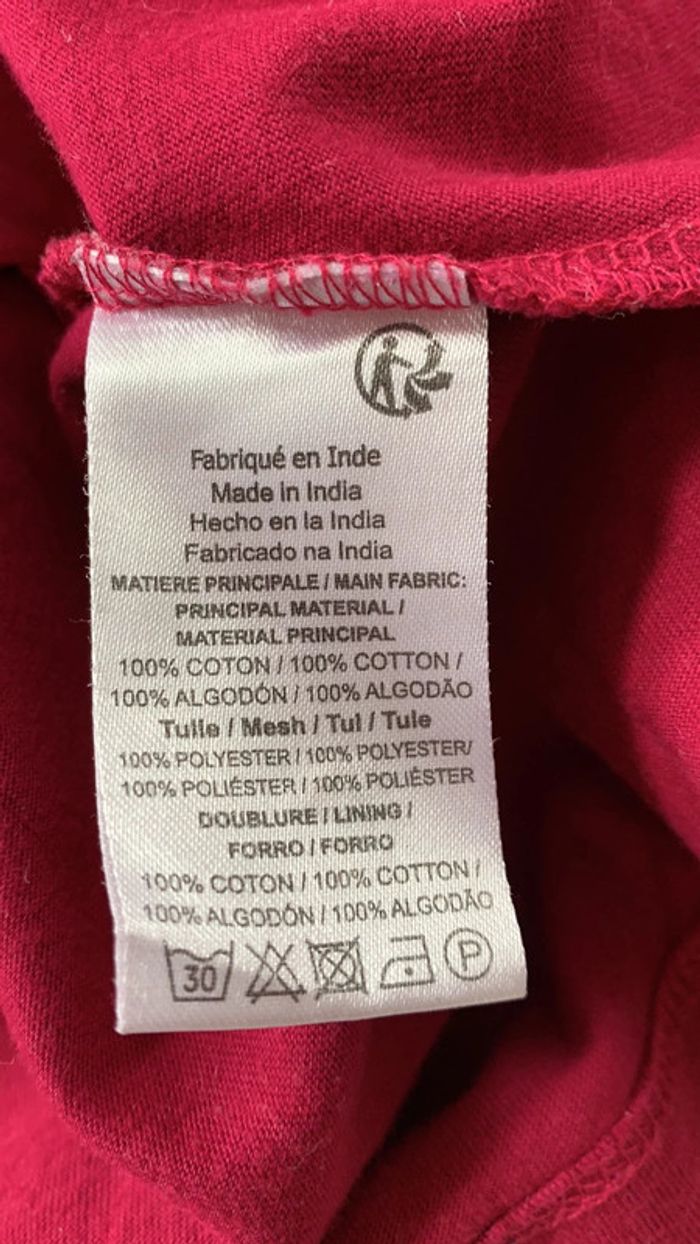 Fabriqué en Inde
Made in India
Hecho en la India
Fabricado na India
MATIERE PRINCIPALE / MAIN FABRIC:
PRINCIPAL MATERIAL /
MATERIAL PRINCIPAL
100% COTON / 100% COTTON /
100% ALGODÓN / 100% ALGODÃO
Tulle / Mesh / Tul / Tule
100% POLYESTER / 100% POLYESTER/
100% POLIÉSTER / 100% POLIÉSTER
DOUBLURE / LINING /
FORRO / FORRO
100% COTON / 100% COTTON /
100% ALGODÓN / 100% ALGODÃO
30 P